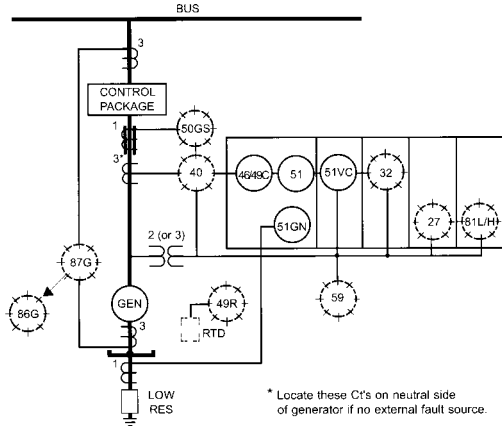 BUS
3
CONTROL
PACKAGE
1
50GS
3*
40
46/49C
51
51VC
32
51GN
27
81L/H
2 (or 3)
87G
59
86G
GEN
49R
3
RTD
1
LOW
RES
* Locate these Ct's on neutral side
of generator if no external fault source.